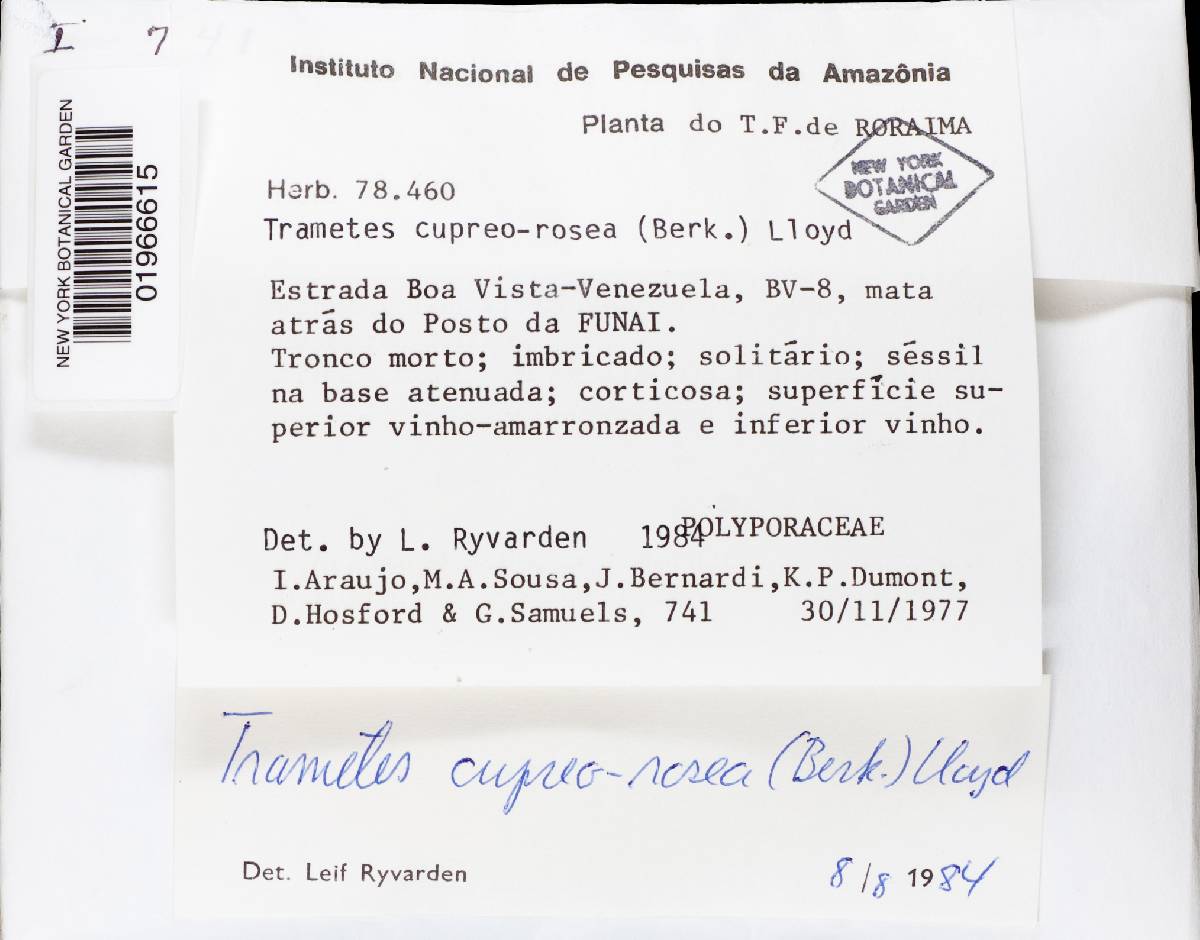 I 7
NEW YORK BOTANICAL GARDEN
01966615
Instituto Nacional de Pesquisas da Amazônia
Planta do T.F.de RORAIMA
NEW YORK
BOTANICAL
GARDEN
Herb. 78.460
Trametes cupreo-rosea (Berk.) Lloyd
Estrada Boa Vista-Venezuela, BV-8, mata
atrás do Posto da FUNAI.
Tronco morto; imbricado; solitário; séssil
na base atenuada; corticosa; superfície su-
perior vinho-amarronzada e inferior vinho.
Det. by L. Ryvarden 1984
POLYPORACEAE
I.Araujo,M.A.Sousa,J.Bernardi,K.P.Dumont,
D.Hosford & G.Samuels, 741 30/11/1977
Trametes cupreo-rosea (Berk.) Lloyd
Det. Leif Ryvarden 8/8 1984